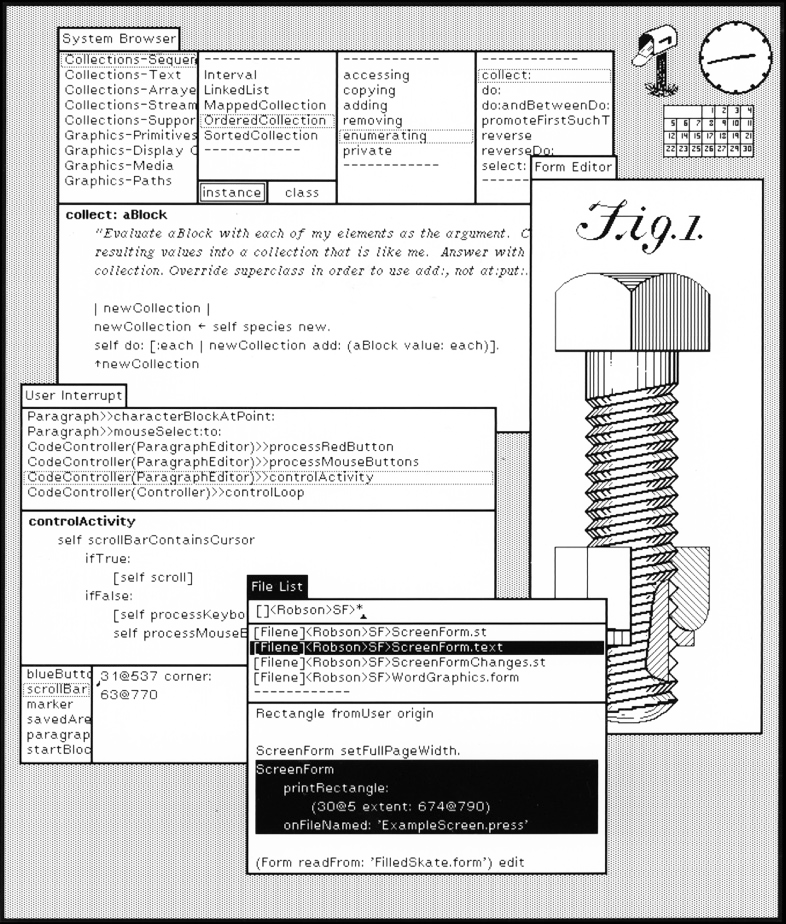 System Browser
Collections-Sequen
Collections-Text
Collections-Arraye
Collections-Stream
Collections-Suppor
Graphics-Primitives
Graphics-Display
Graphics-Media
Graphics-Paths
------------
Interval
LinkedList
MappedCollection
OrderedCollection
SortedCollection
------------
instance
class
------------
accessing
copying
adding
removing
enumerating
private
------------
------------
collect:
do:
do:andBetweenDo:
promoteFirstSuchT
reverse
reverseDo:
select:
1 2 3 4
5 6 7 8 9 10 11
12 13 14 15 16 17 18
19 20 21 22 23 24 25
26 27 28 29 30
collect: aBlock
"Evaluate aBlock with each of my elements as the argument. C
resulting values into a collection that is like me. Answer with
collection. Override superclass in order to use add:, not at:put:.
| newCollection |
newCollection ← self species new.
self do: [:each | newCollection add: (aBlock value: each)].
↑newCollection
Form Editor
Fig. 1.
User Interrupt
Paragraph>>characterBlockAtPoint:
Paragraph>>mouseSelect:to:
CodeController(ParagraphEditor)>>processRedButton
CodeController(ParagraphEditor)>>processMouseButtons
CodeController(ParagraphEditor)>>controlActivity
CodeController(Controller)>>controlLoop
controlActivity
self scrollBarContainsCursor
ifTrue:
[self scroll]
ifFalse:
[self processKeybo
self processMouseB
blueButto
scrollBar
marker
savedAre
paragrap
startBloc
31@537 corner:
63@770
File List
[]<Robson>SF>*
[Filene]<Robson>SF>ScreenForm.st
[Filene]<Robson>SF>ScreenForm.text
[Filene]<Robson>SF>ScreenFormChanges.st
[Filene]<Robson>SF>WordGraphics.form
------------
Rectangle fromUser origin
ScreenForm setFullPageWidth.
ScreenForm
printRectangle:
(30@5 extent: 674@790)
onFileNamed: 'ExampleScreen.press'
(Form readFrom: 'FilledSkate.form') edit